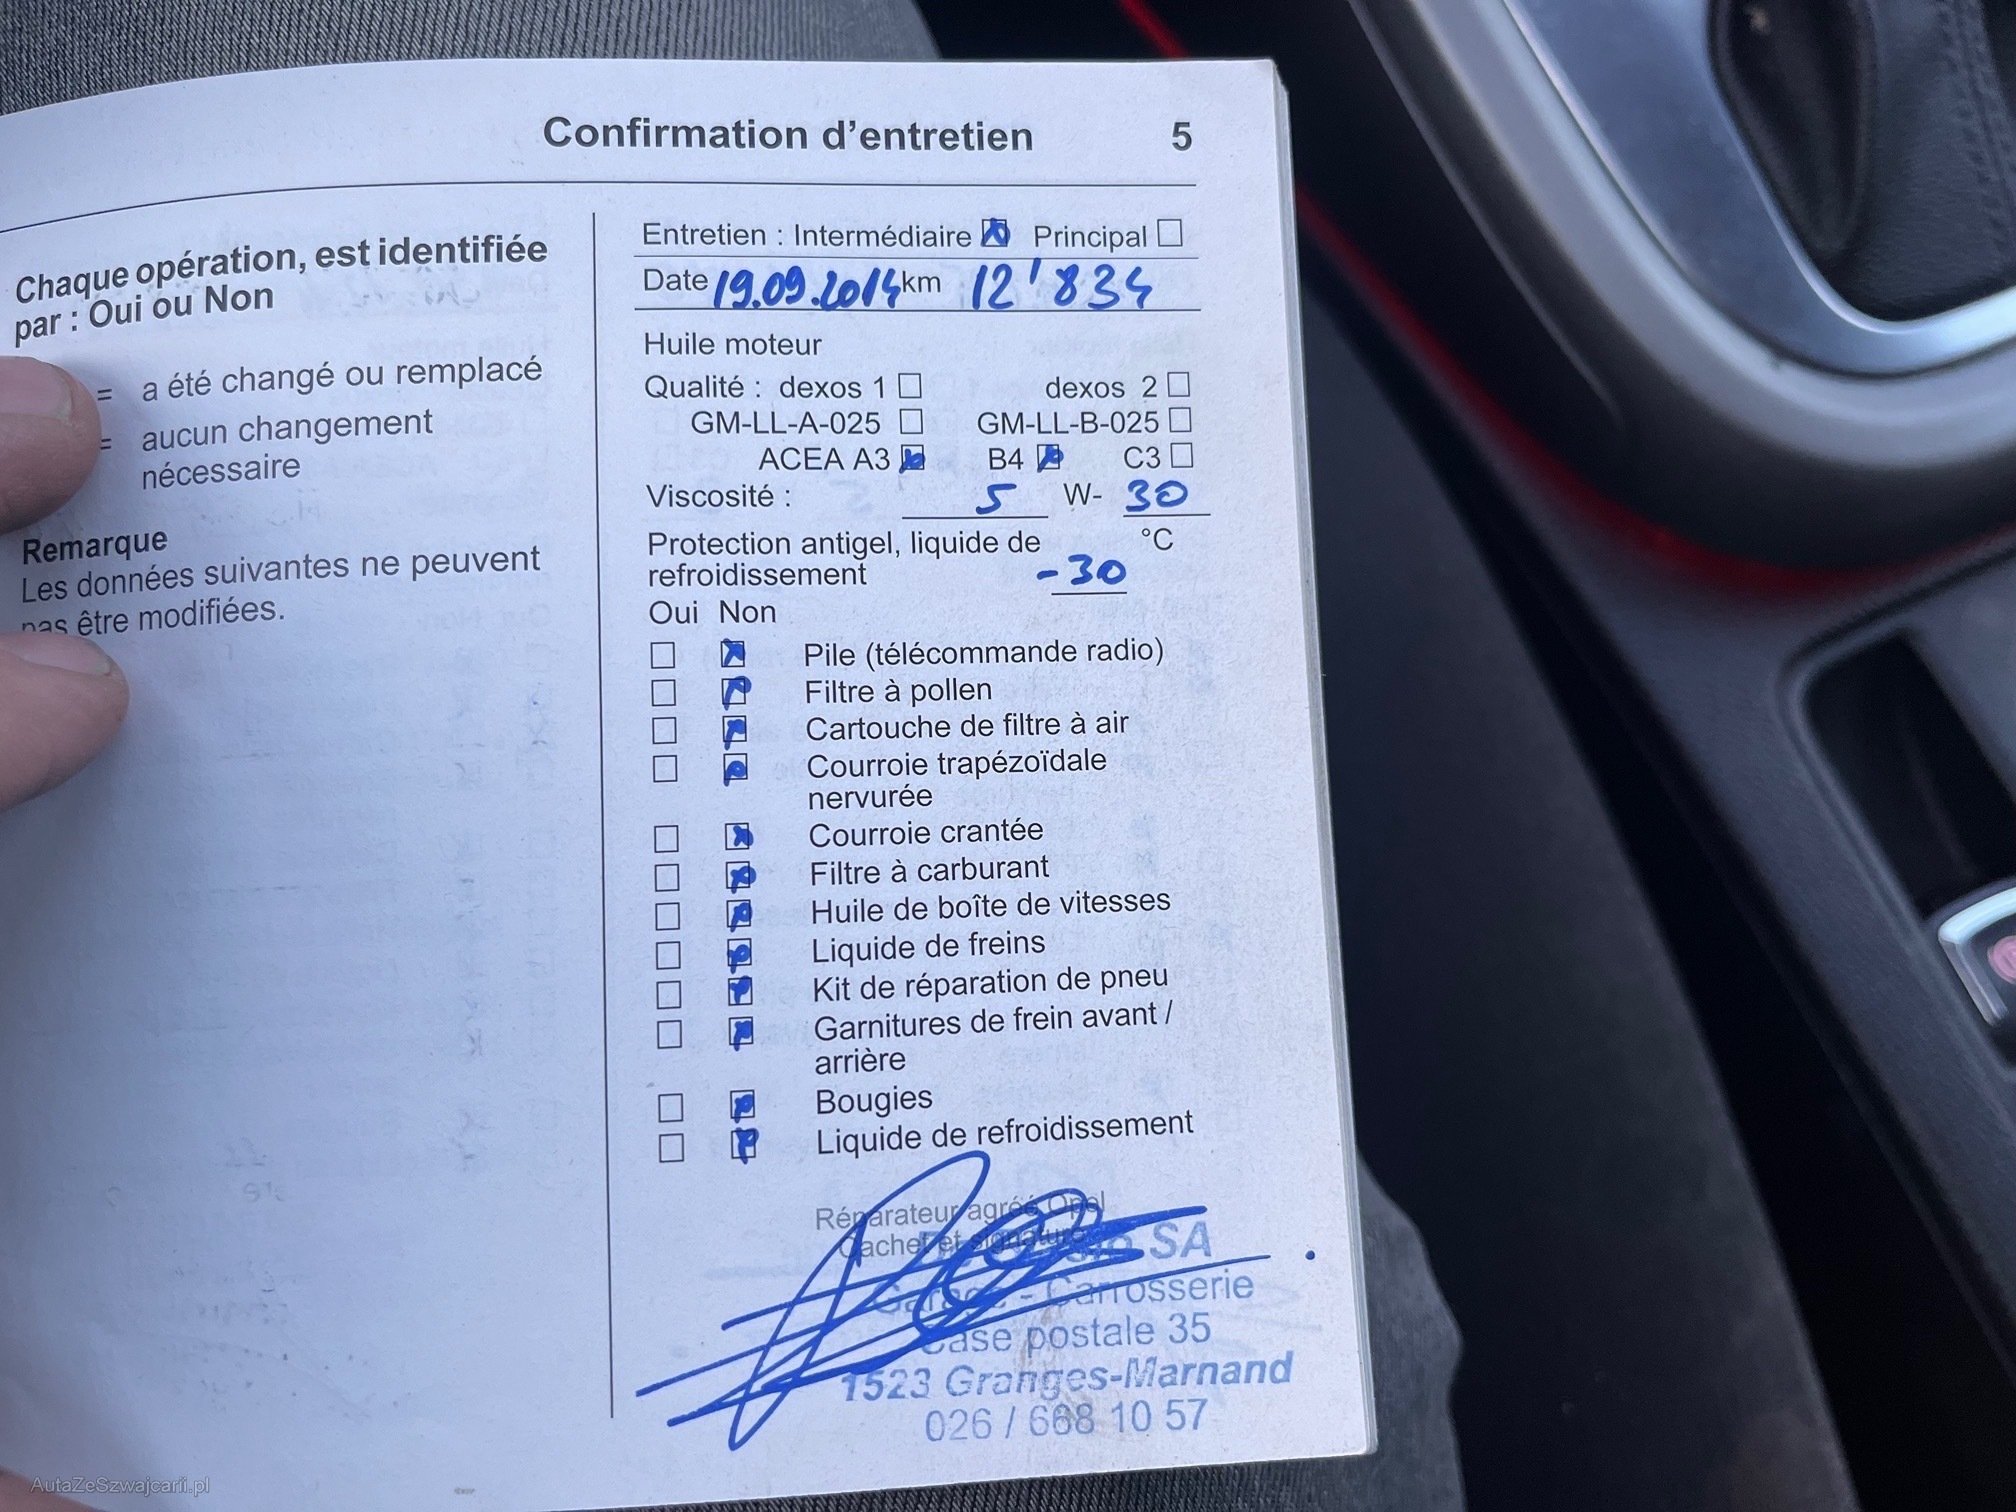 Confirmation d'entretien 5
Chaque opération, est identifiée
par : Oui ou Non
= a été changé ou remplacé
= aucun changement
nécessaire
Remarque
Les données suivantes ne peuvent
pas être modifiées.
Entretien : Intermédiaire Principal
Date 19.09.2014 km 12'834
Huile moteur
Qualité : dexos 1 dexos 2
GM-LL-A-025 GM-LL-B-025
ACEA A3 B4 C3
Viscosité : 5 W- 30
Protection antigel, liquide de °C
refroidissement -30
Oui Non
Pile (télécommande radio)
Filtre à pollen
Cartouche de filtre à air
Courroie trapézoïdale
nervurée
Courroie crantée
Filtre à carburant
Huile de boîte de vitesses
Liquide de freins
Kit de réparation de pneu
Garnitures de frein avant /
arrière
Bougies
Liquide de refroidissement
Réparateur agréé Opel
Cachet et signature
SA
Garage - Carrosserie
Case postale 35
1523 Granges-Marnand
026 / 668 10 57
AutaZeSzwajcarii.pl